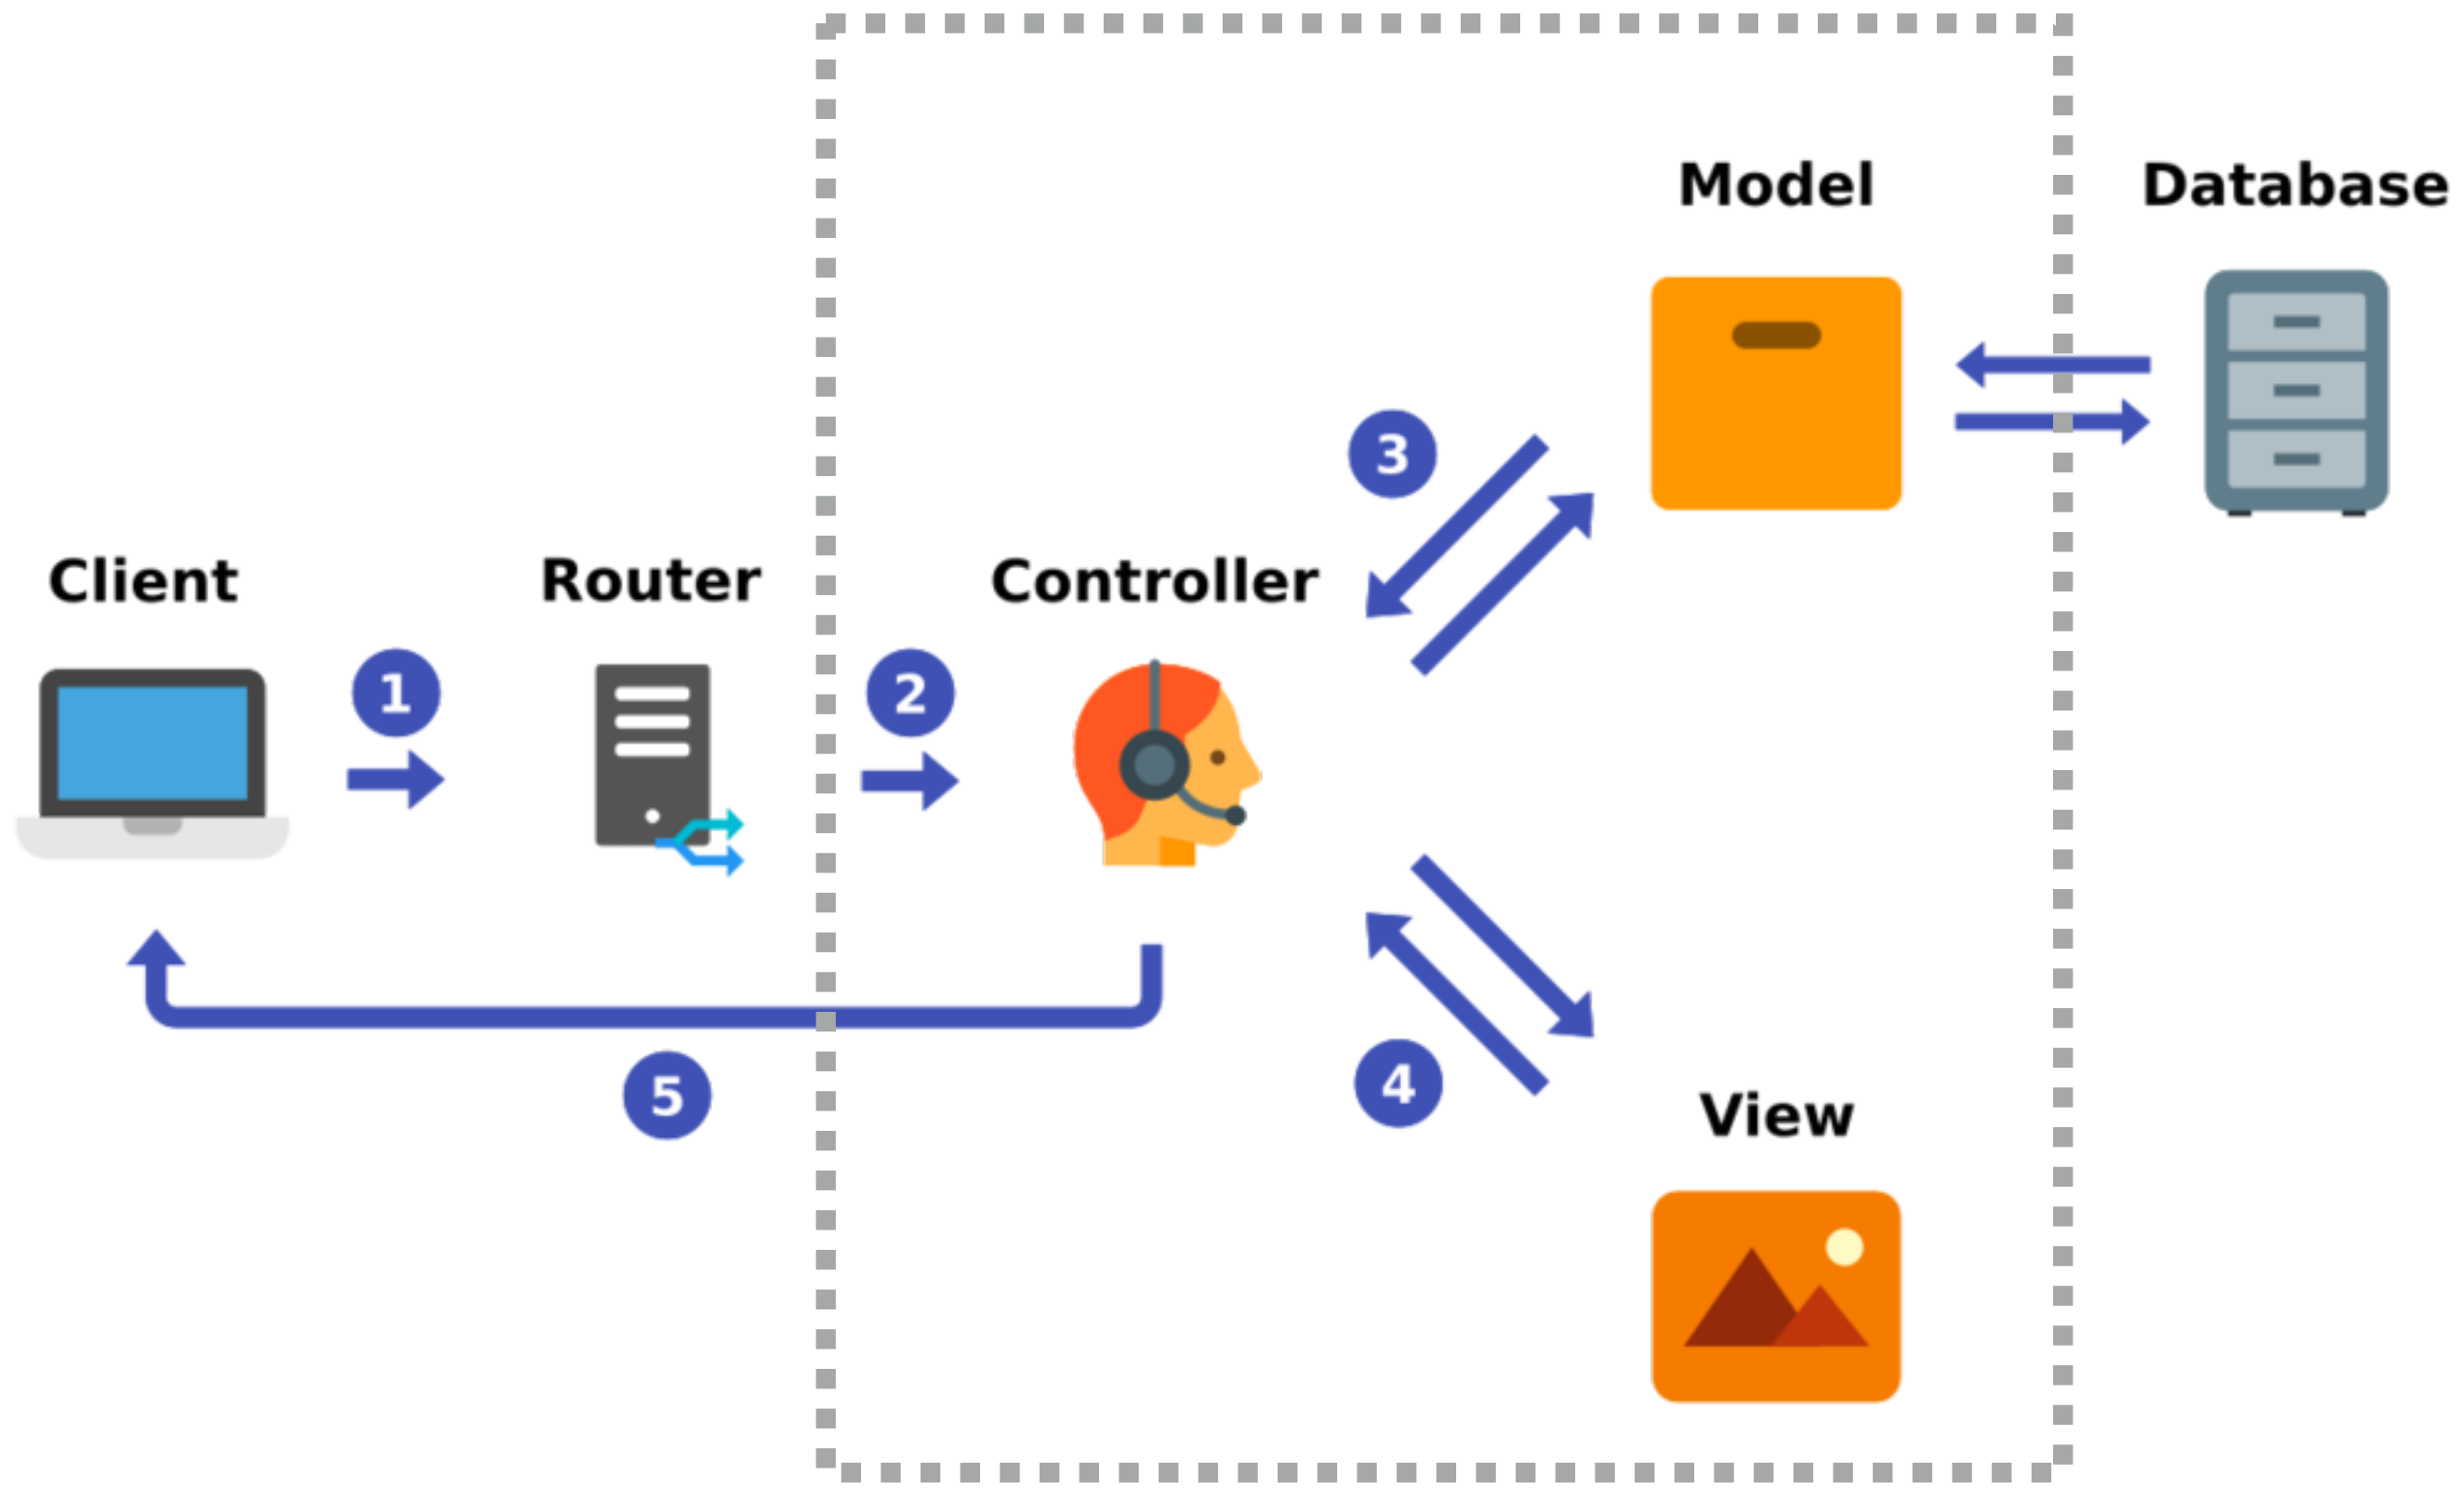 Model
Database
3
Client
Router
Controller
1
2
5
4
View